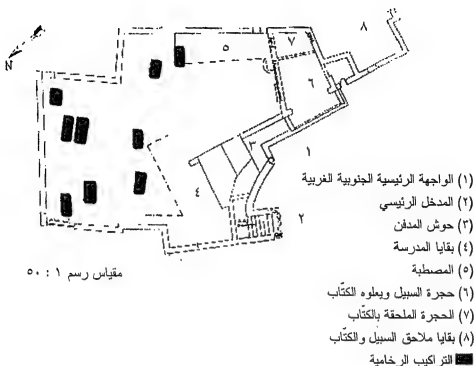 N
٥
٧
٨
٦
٣
١
٤
٢
مقياس رسم ١ : ٥٠
(١) الواجهة الرئيسية الجنوبية الغربية
(٢) المدخل الرئيسي
(٣) حوش المدفن
(٤) بقايا المدرسة
(٥) المصطبة
(٦) حجرة السبيل ويعلوه الكتّاب
(٧) الحجرة الملحقة بالكتّاب
(٨) بقايا ملاحق السبيل والكتّاب
التراكيب الرخامية